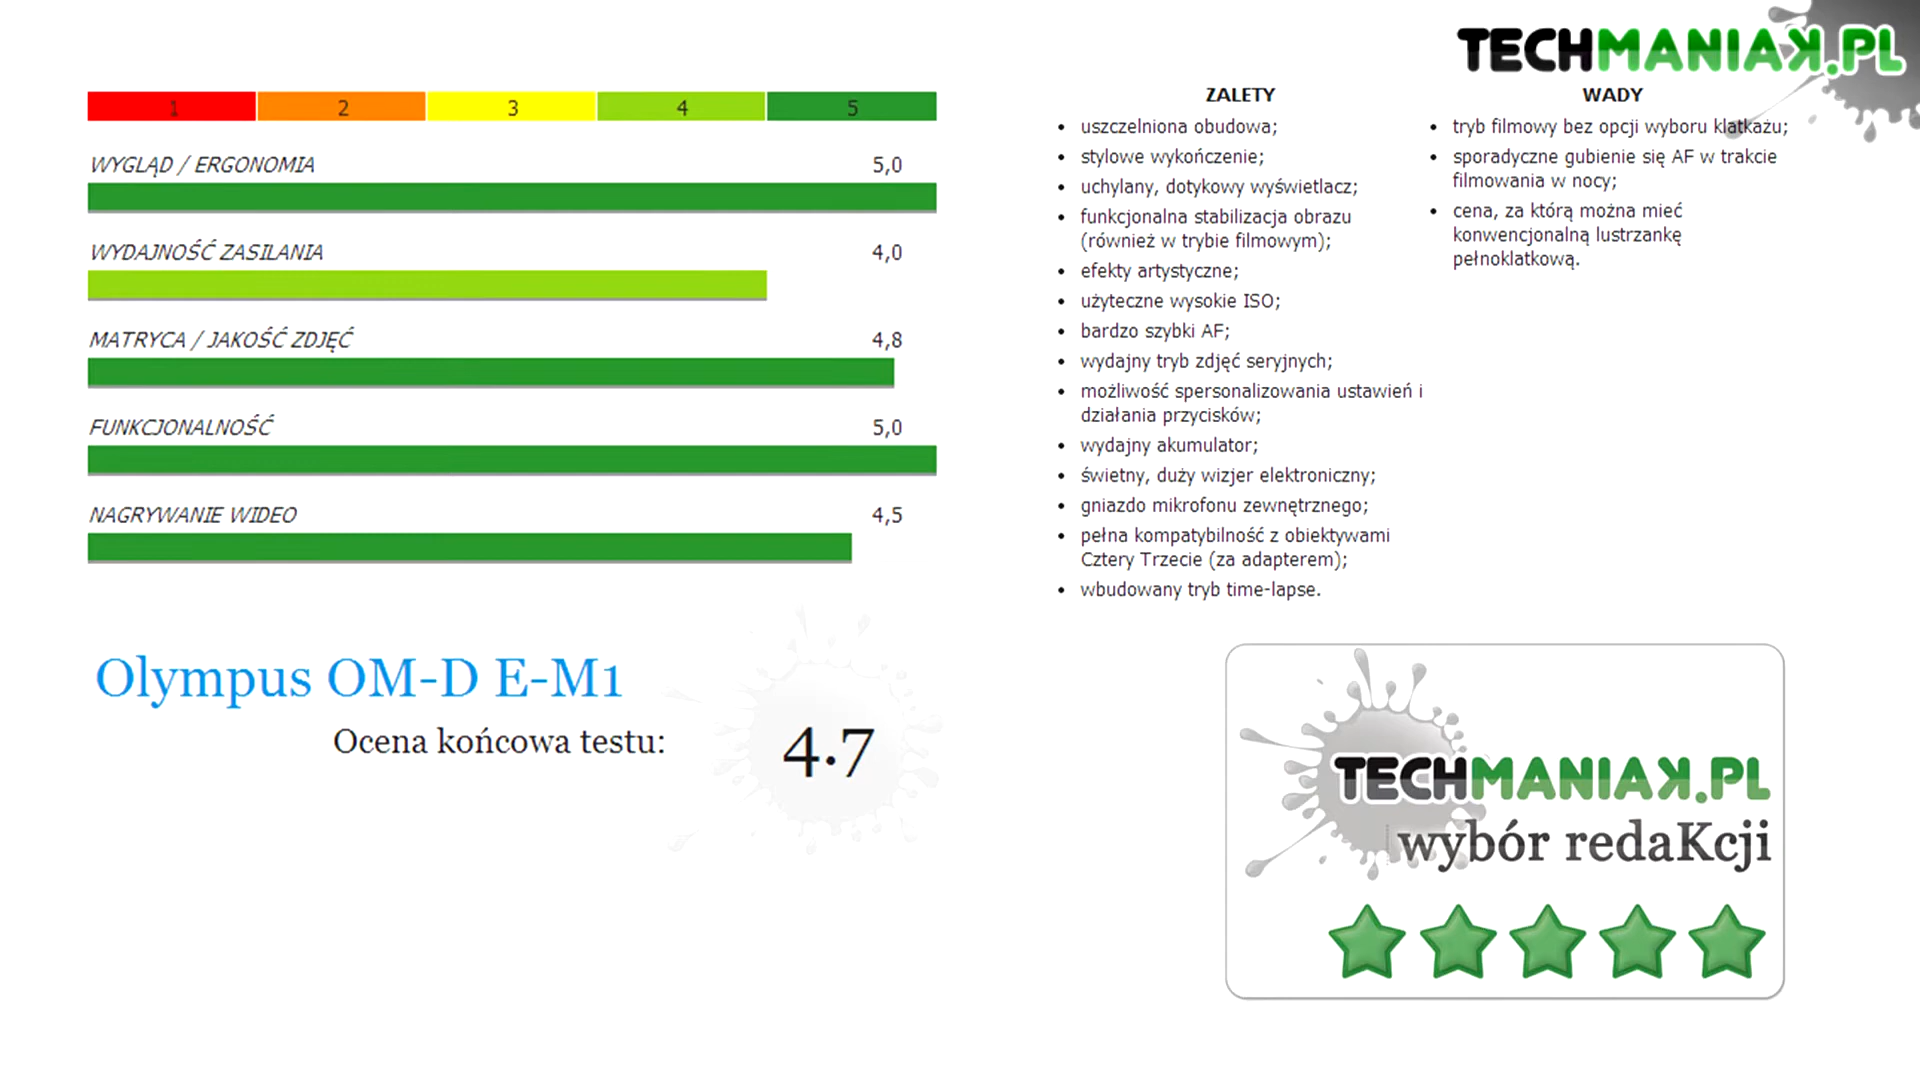 TECHMANIAK.PL
1 2 3 4 5
WYGLĄD / ERGONOMIA 5,0
WYDAJNOŚĆ ZASILANIA 4,0
MATRYCA / JAKOŚĆ ZDJĘĆ 4,8
FUNKCJONALNOŚĆ 5,0
NAGRYWANIE WIDEO 4,5
Olympus OM-D E-M1
Ocena końcowa testu: 4.7
ZALETY
• uszczelniona obudowa;
• stylowe wykończenie;
• uchylany, dotykowy wyświetlacz;
• funkcjonalna stabilizacja obrazu
(również w trybie filmowym);
• efekty artystyczne;
• użyteczne wysokie ISO;
• bardzo szybki AF;
• wydajny tryb zdjęć seryjnych;
• możliwość spersonalizowania ustawień i
działania przycisków;
• wydajny akumulator;
• świetny, duży wizjer elektroniczny;
• gniazdo mikrofonu zewnętrznego;
• pełna kompatybilność z obiektywami
Cztery Trzecie (za adapterem);
• wbudowany tryb time-lapse.
WADY
• tryb filmowy bez opcji wyboru klatkażu;
• sporadyczne gubienie się AF w trakcie
filmowania w nocy;
• cena, za którą można mieć
konwencjonalną lustrzankę
pełnoklatkową.
TECHMANIAK.PL
wybór redaKcji